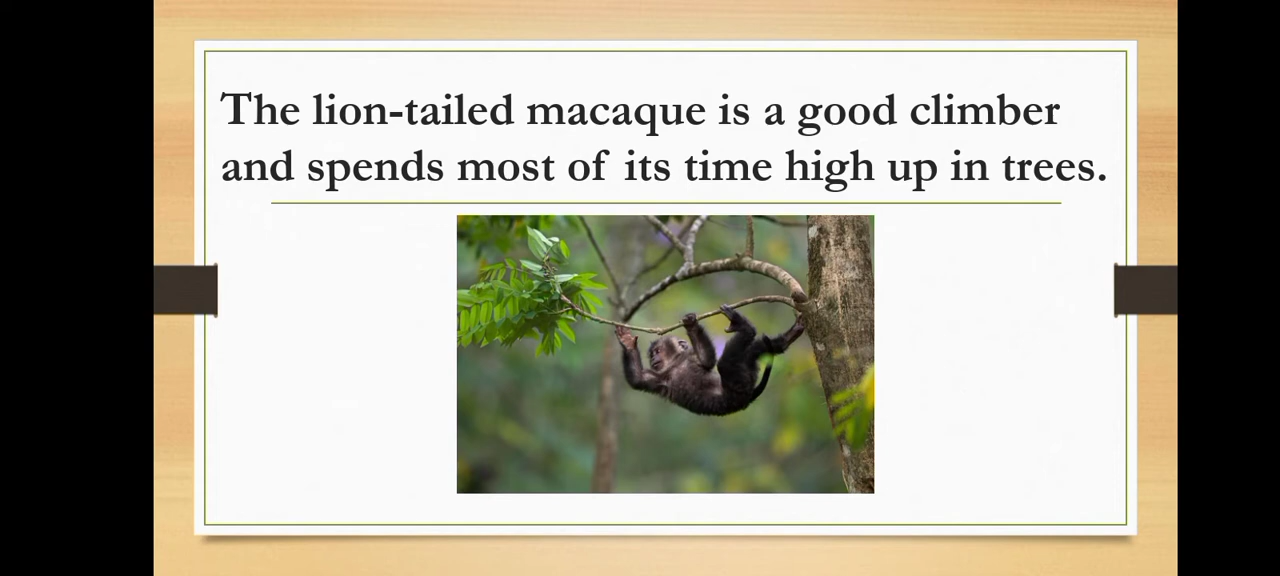 The lion-tailed macaque is a good climber
and spends most of its time high up in trees.